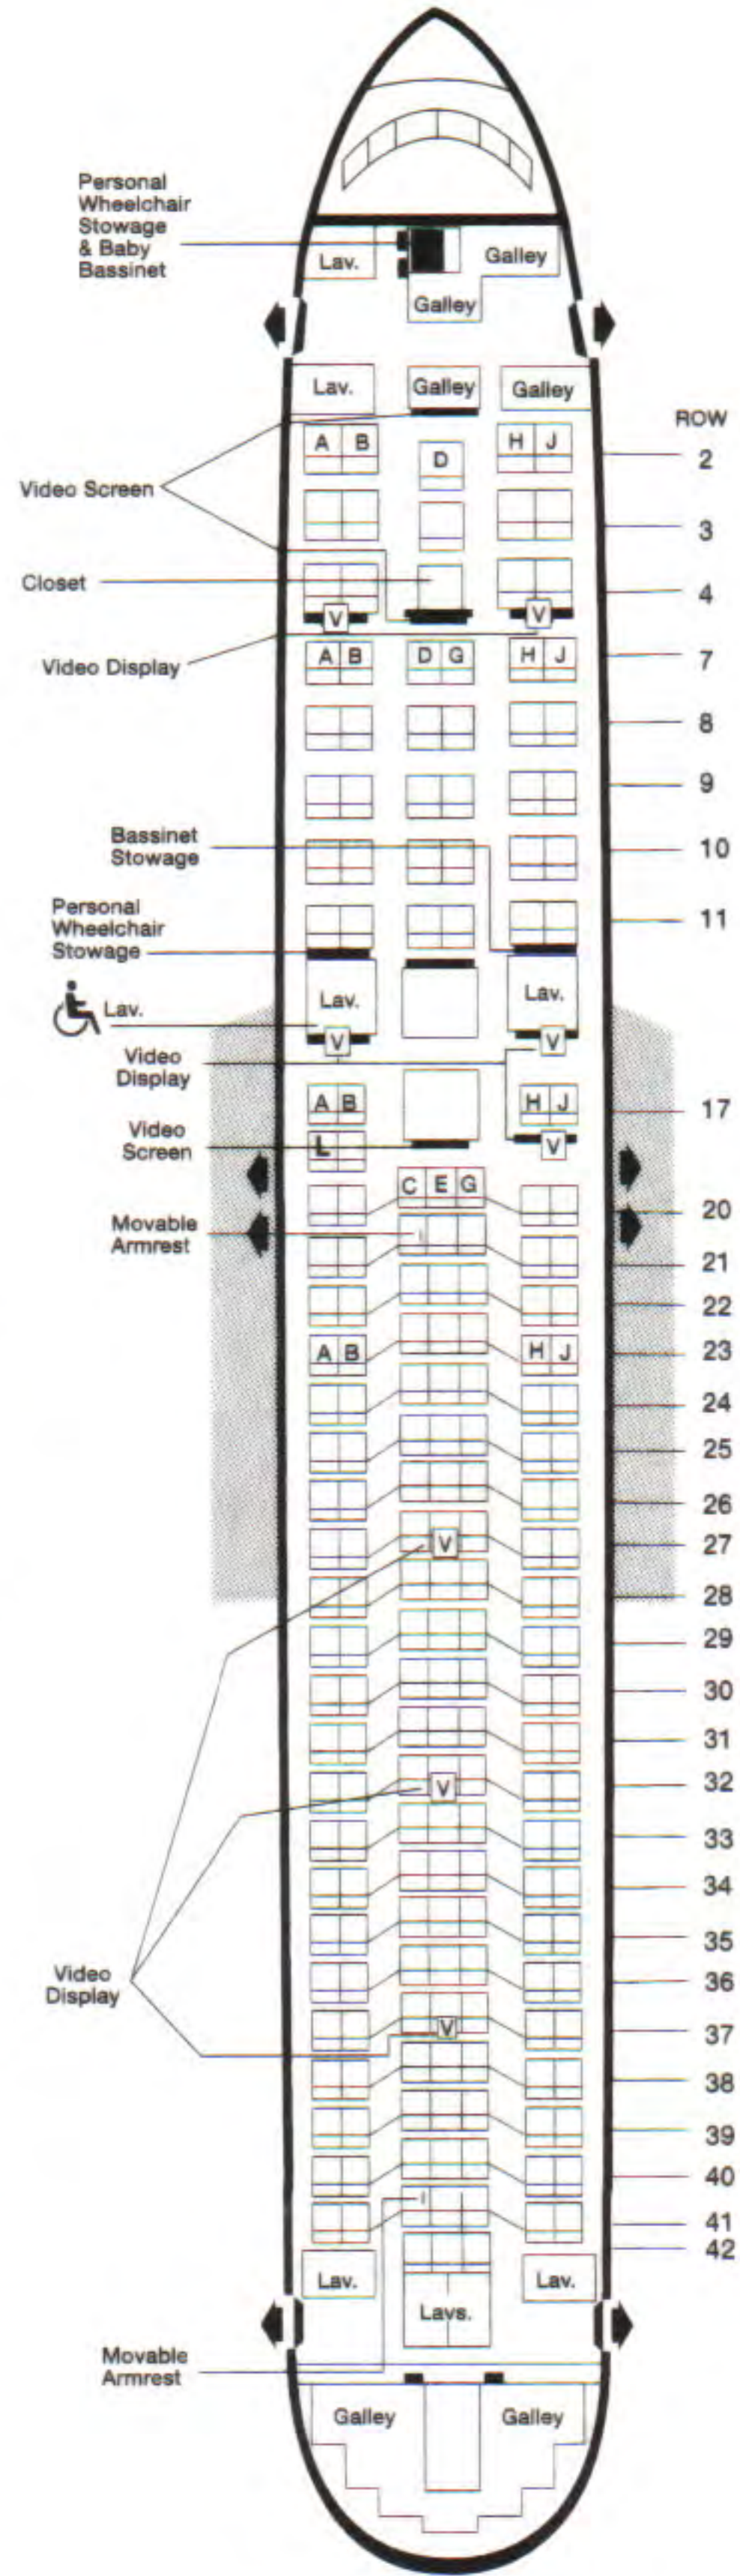 Personal
Wheelchair
Stowage
& Baby
Bassinet
Lav.
Galley
Galley
Lav.
Galley
Galley
ROW
A B
D
H J
2
Video Screen
3
Closet
4
V
V
Video Display
A B
D G
H J
7
8
9
Bassinet
Stowage
10
Personal
Wheelchair
Stowage
11
Lav.
Lav.
Lav.
V
V
Video
Display
A B
H J
17
Video
Screen
L
V
C E G
20
Movable
Armrest
21
22
A B
H J
23
24
25
26
V
27
28
29
30
31
V
32
33
34
35
Video
Display
36
V
37
38
39
40
41
42
Lav.
Lavs.
Lav.
Movable
Armrest
Galley
Galley